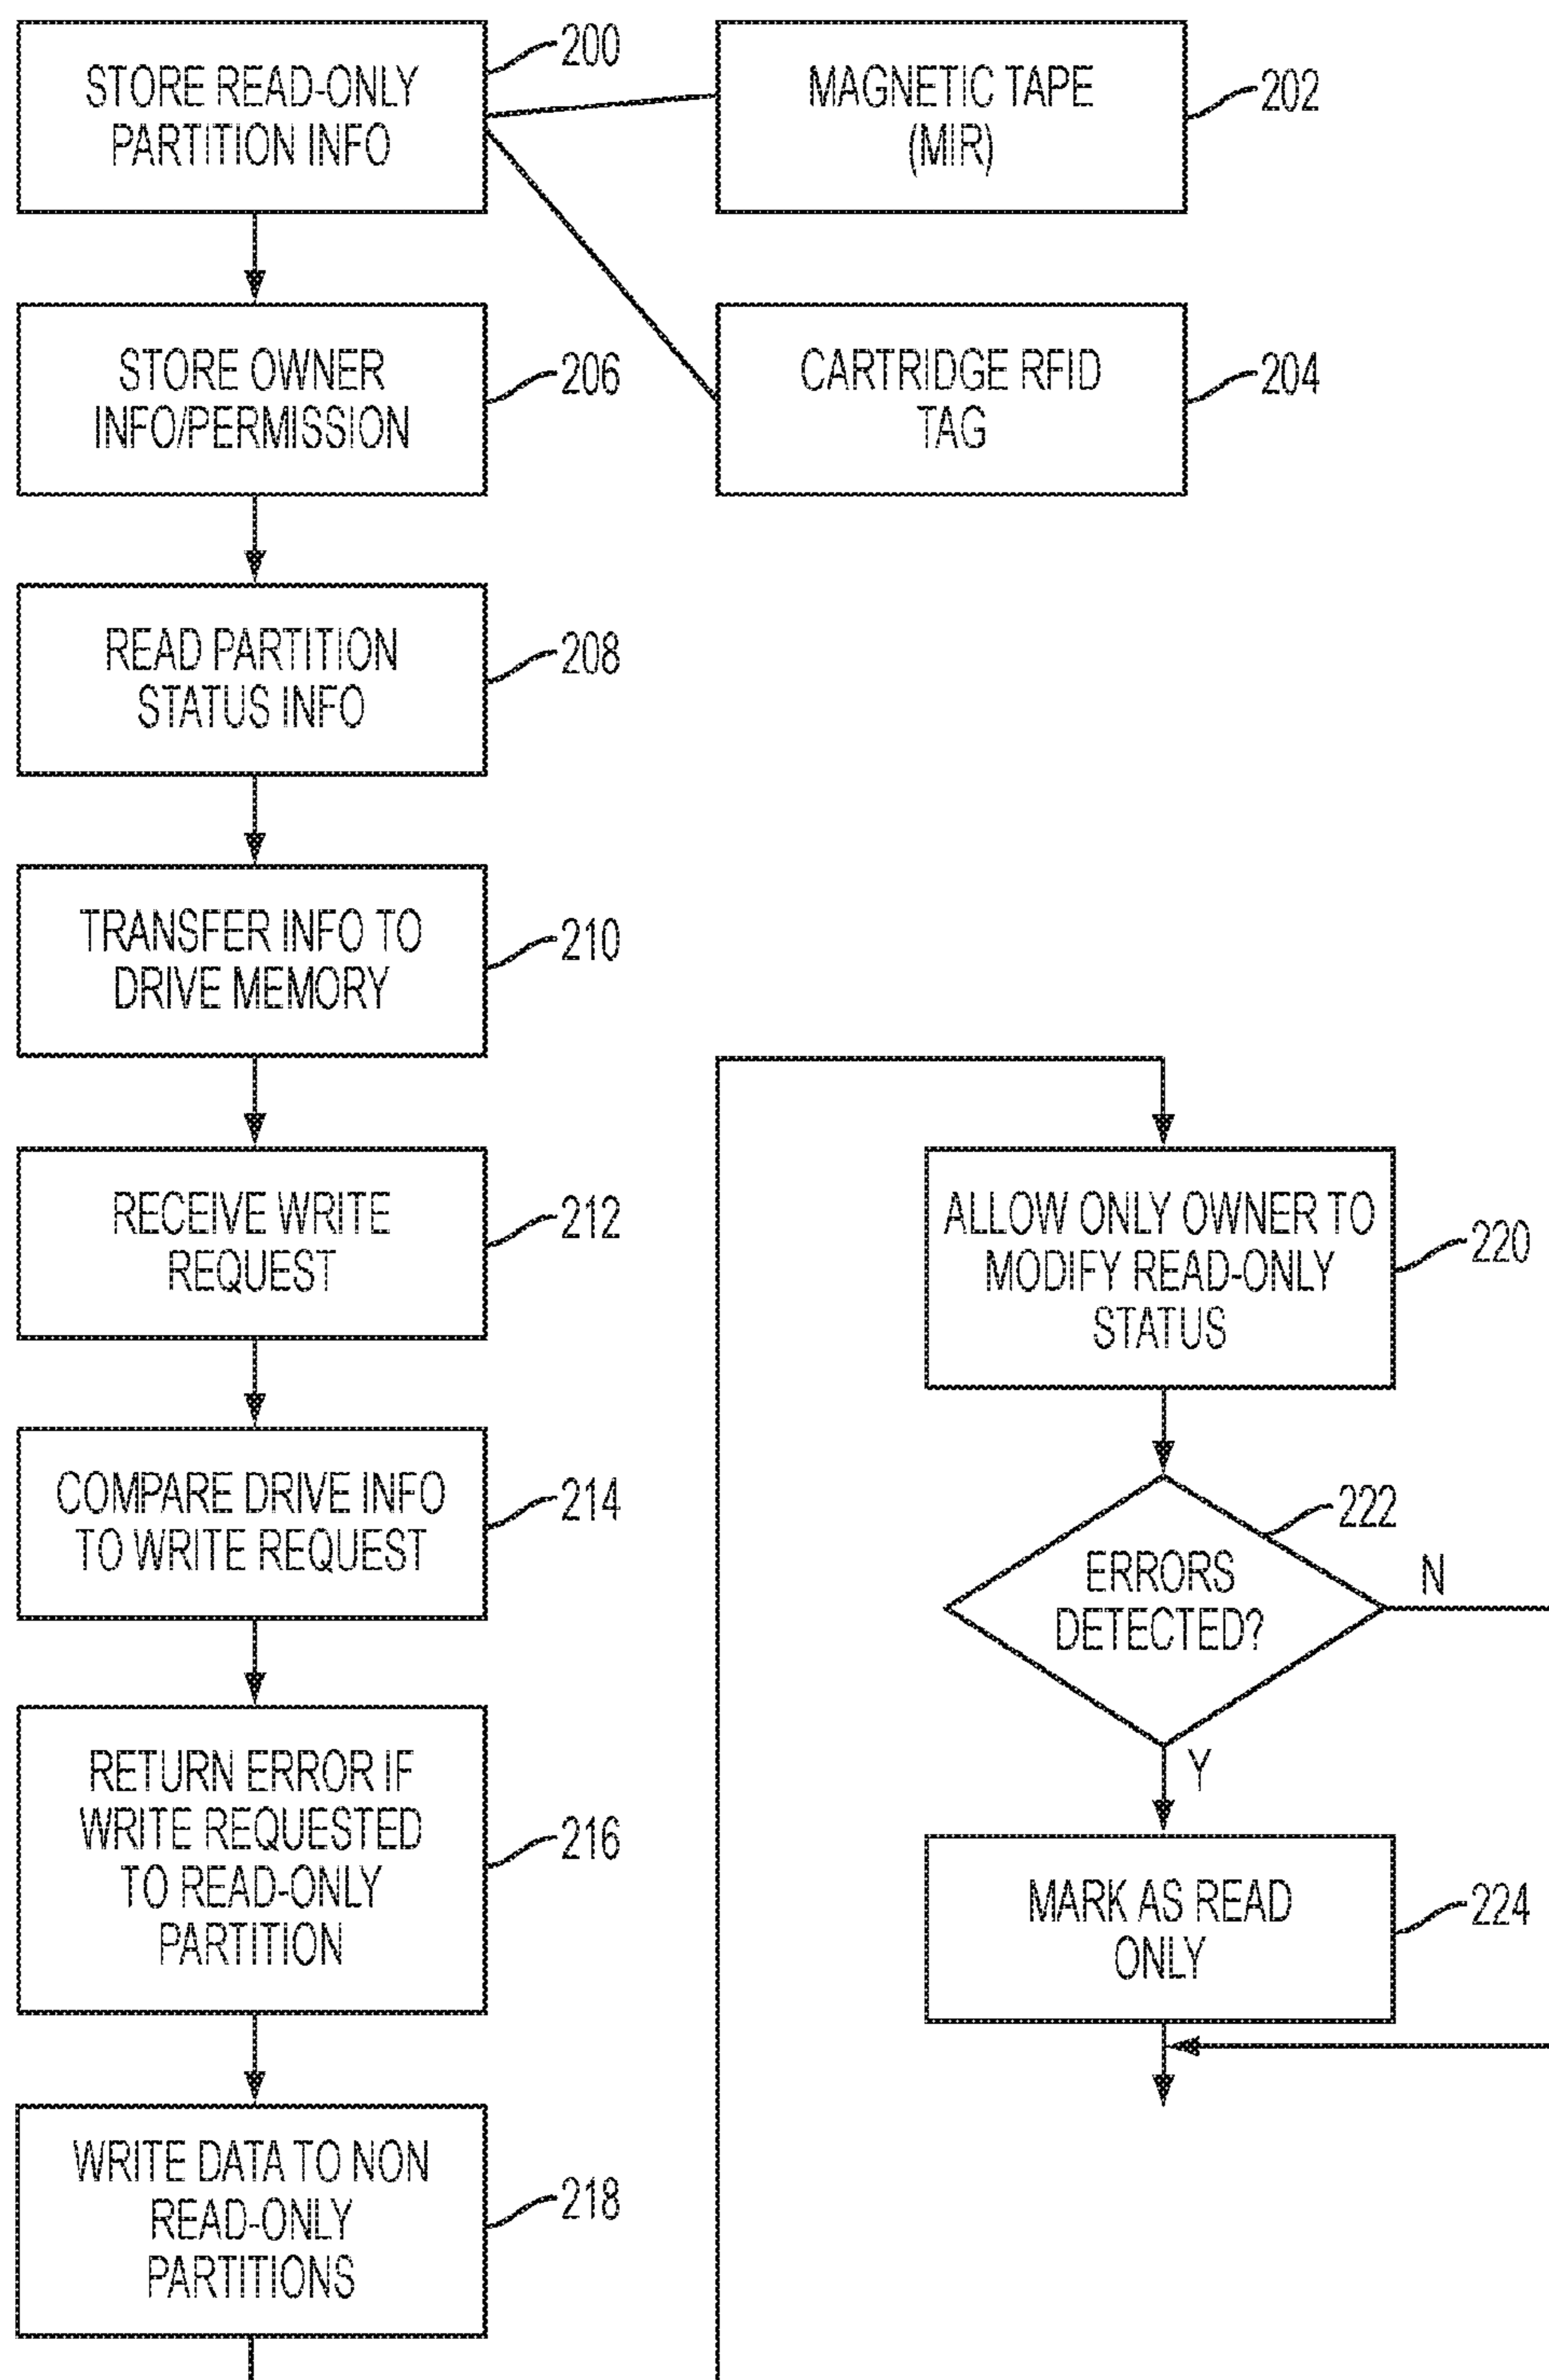 STORE READ-ONLY
PARTITION INFO
200
MAGNETIC TAPE
(MIR)
202
STORE OWNER
INFO/PERMISSION
206
CARTRIDGE RFID
TAG
204
READ PARTITION
STATUS INFO
208
TRANSFER INFO TO
DRIVE MEMORY
210
RECEIVE WRITE
REQUEST
212
COMPARE DRIVE INFO
TO WRITE REQUEST
214
RETURN ERROR IF
WRITE REQUESTED
TO READ-ONLY
PARTITION
216
WRITE DATA TO NON
READ-ONLY
PARTITIONS
218
ALLOW ONLY OWNER TO
MODIFY READ-ONLY
STATUS
220
ERRORS
DETECTED?
222
N
Y
MARK AS READ
ONLY
224